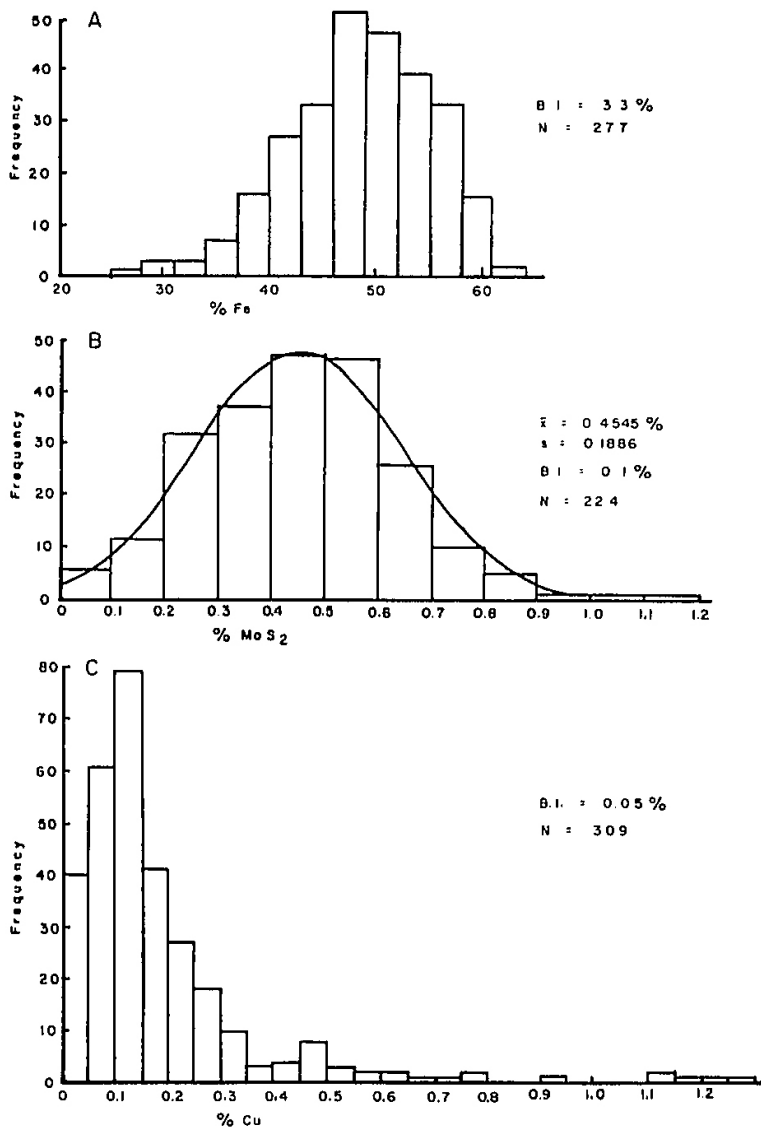 A
50
40
30
20
10
0
Frequency
20 30 40 50 60
% Fe
B I = 3.3 %
N = 277
B
50
40
30
20
10
0
Frequency
0 0.1 0.2 0.3 0.4 0.5 0.6 0.7 0.8 0.9 1.0 1.1 1.2
% MoS2
x̄ = 0.4545 %
s = 0.1886
B I = 0.1 %
N = 224
C
80
70
60
50
40
30
20
10
0
Frequency
0 0.1 0.2 0.3 0.4 0.5 0.6 0.7 0.8 0.9 1.0 1.1 1.2
% Cu
B.I. = 0.05 %
N = 309